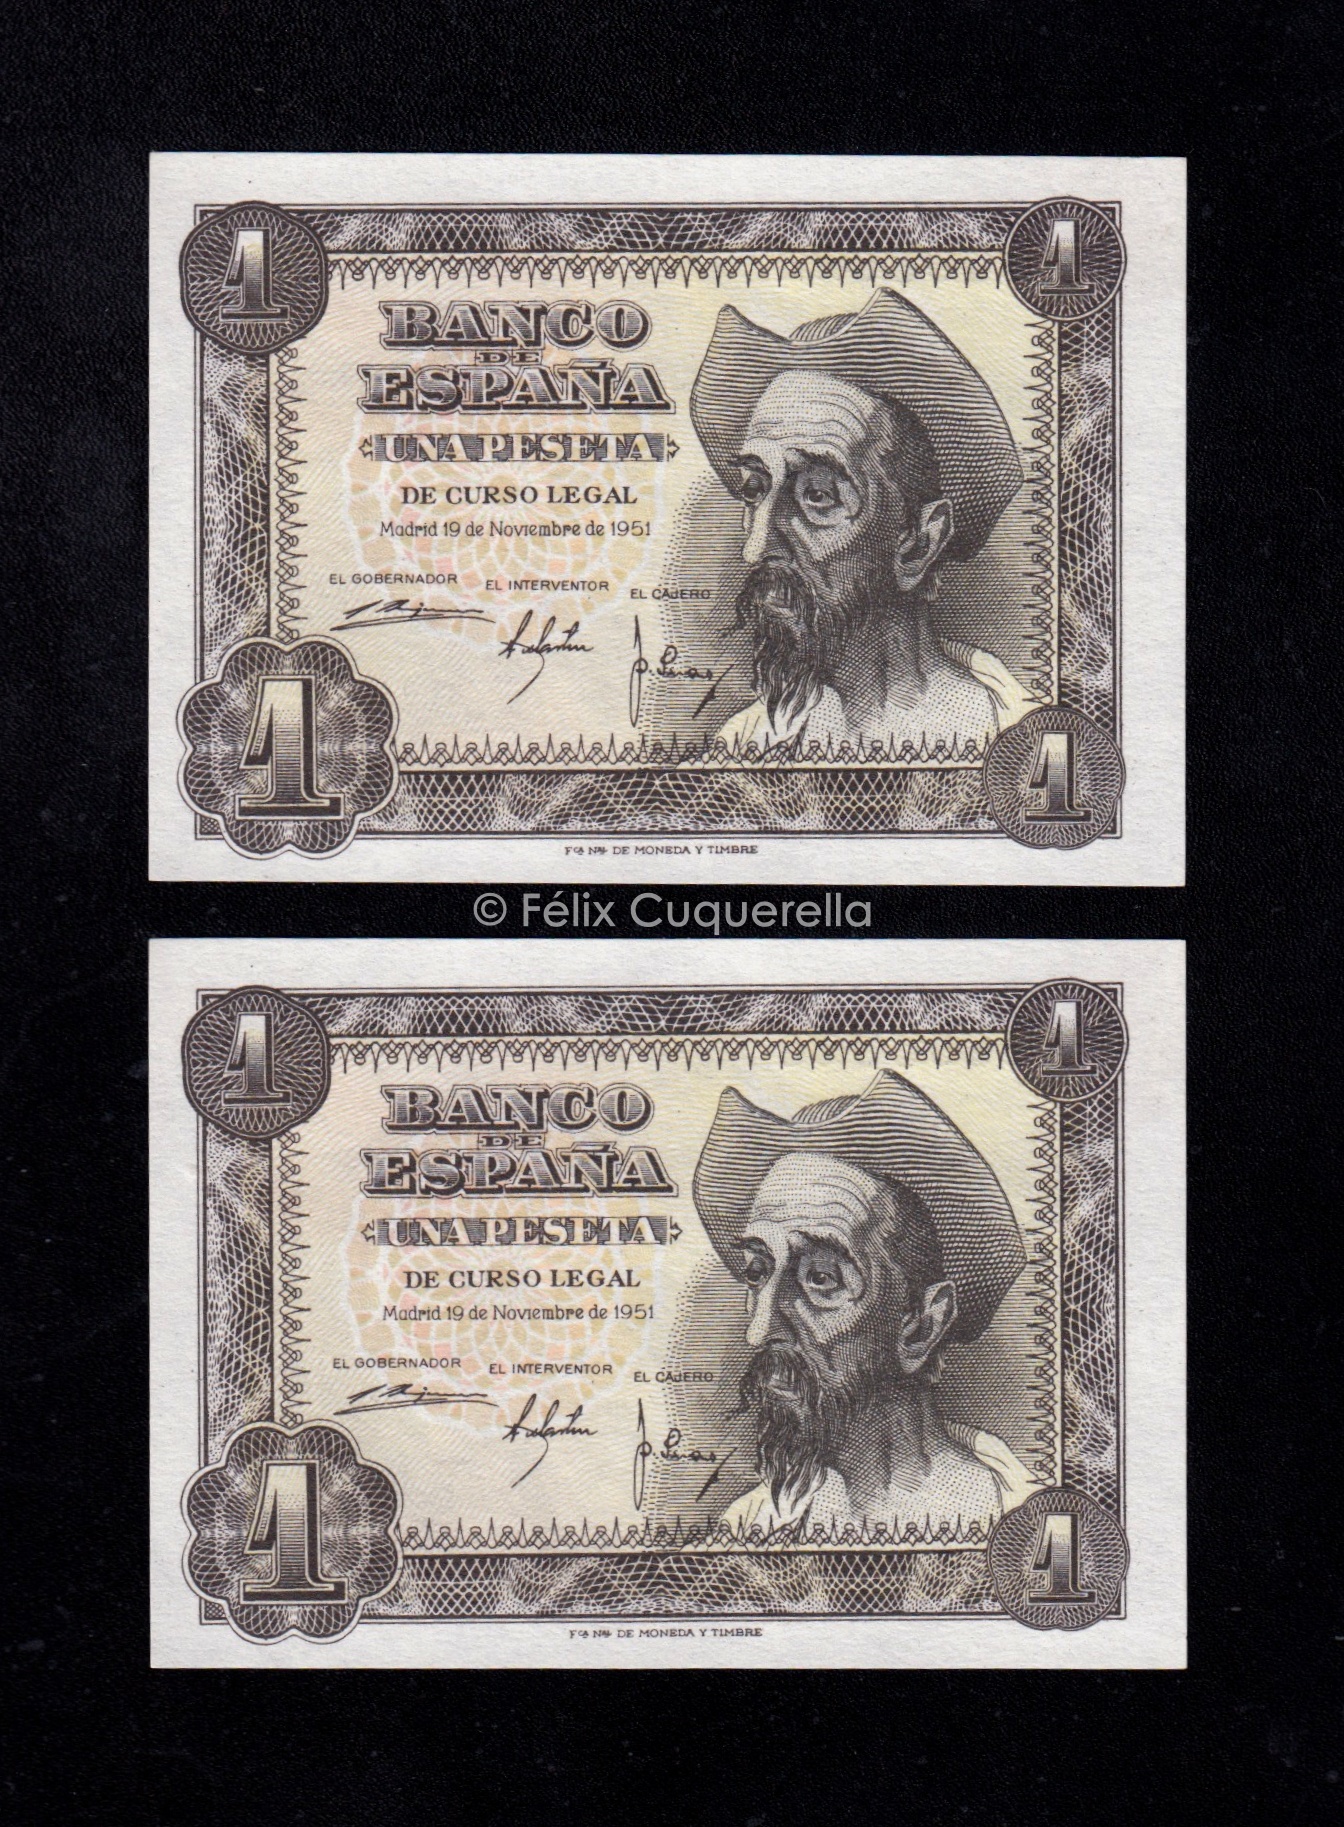 1
1
BANCO
DE
ESPAÑA
UNA PESETA
DE CURSO LEGAL
Madrid 19 de Noviembre de 1951
EL GOBERNADOR EL INTERVENTOR EL CAJERO
1
1
Fca. Nal. DE MONEDA Y TIMBRE
© Félix Cuquerella
1
1
BANCO
DE
ESPAÑA
UNA PESETA
DE CURSO LEGAL
Madrid 19 de Noviembre de 1951
EL GOBERNADOR EL INTERVENTOR EL CAJERO
1
1
Fca. Nal. DE MONEDA Y TIMBRE